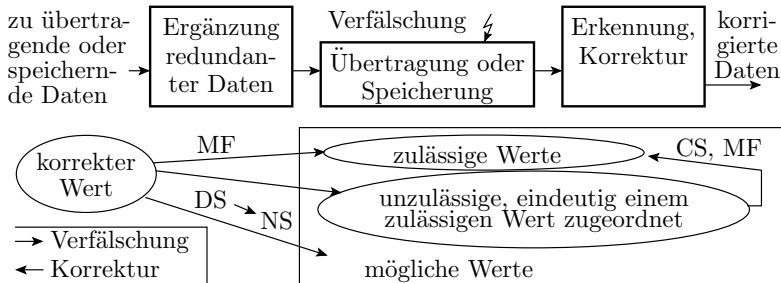 zu übertra-
gende oder
speichern-
de Daten
Ergänzung
redundan-
ter Daten
Verfälschung
Übertragung oder
Speicherung
Erkennung,
Korrektur
korri-
gierte
Daten
korrekter
Wert
MF
DS
NS
zulässige Werte
CS, MF
unzulässige, eindeutig einem
zulässigen Wert zugeordnet
mögliche Werte
Verfälschung
Korrektur